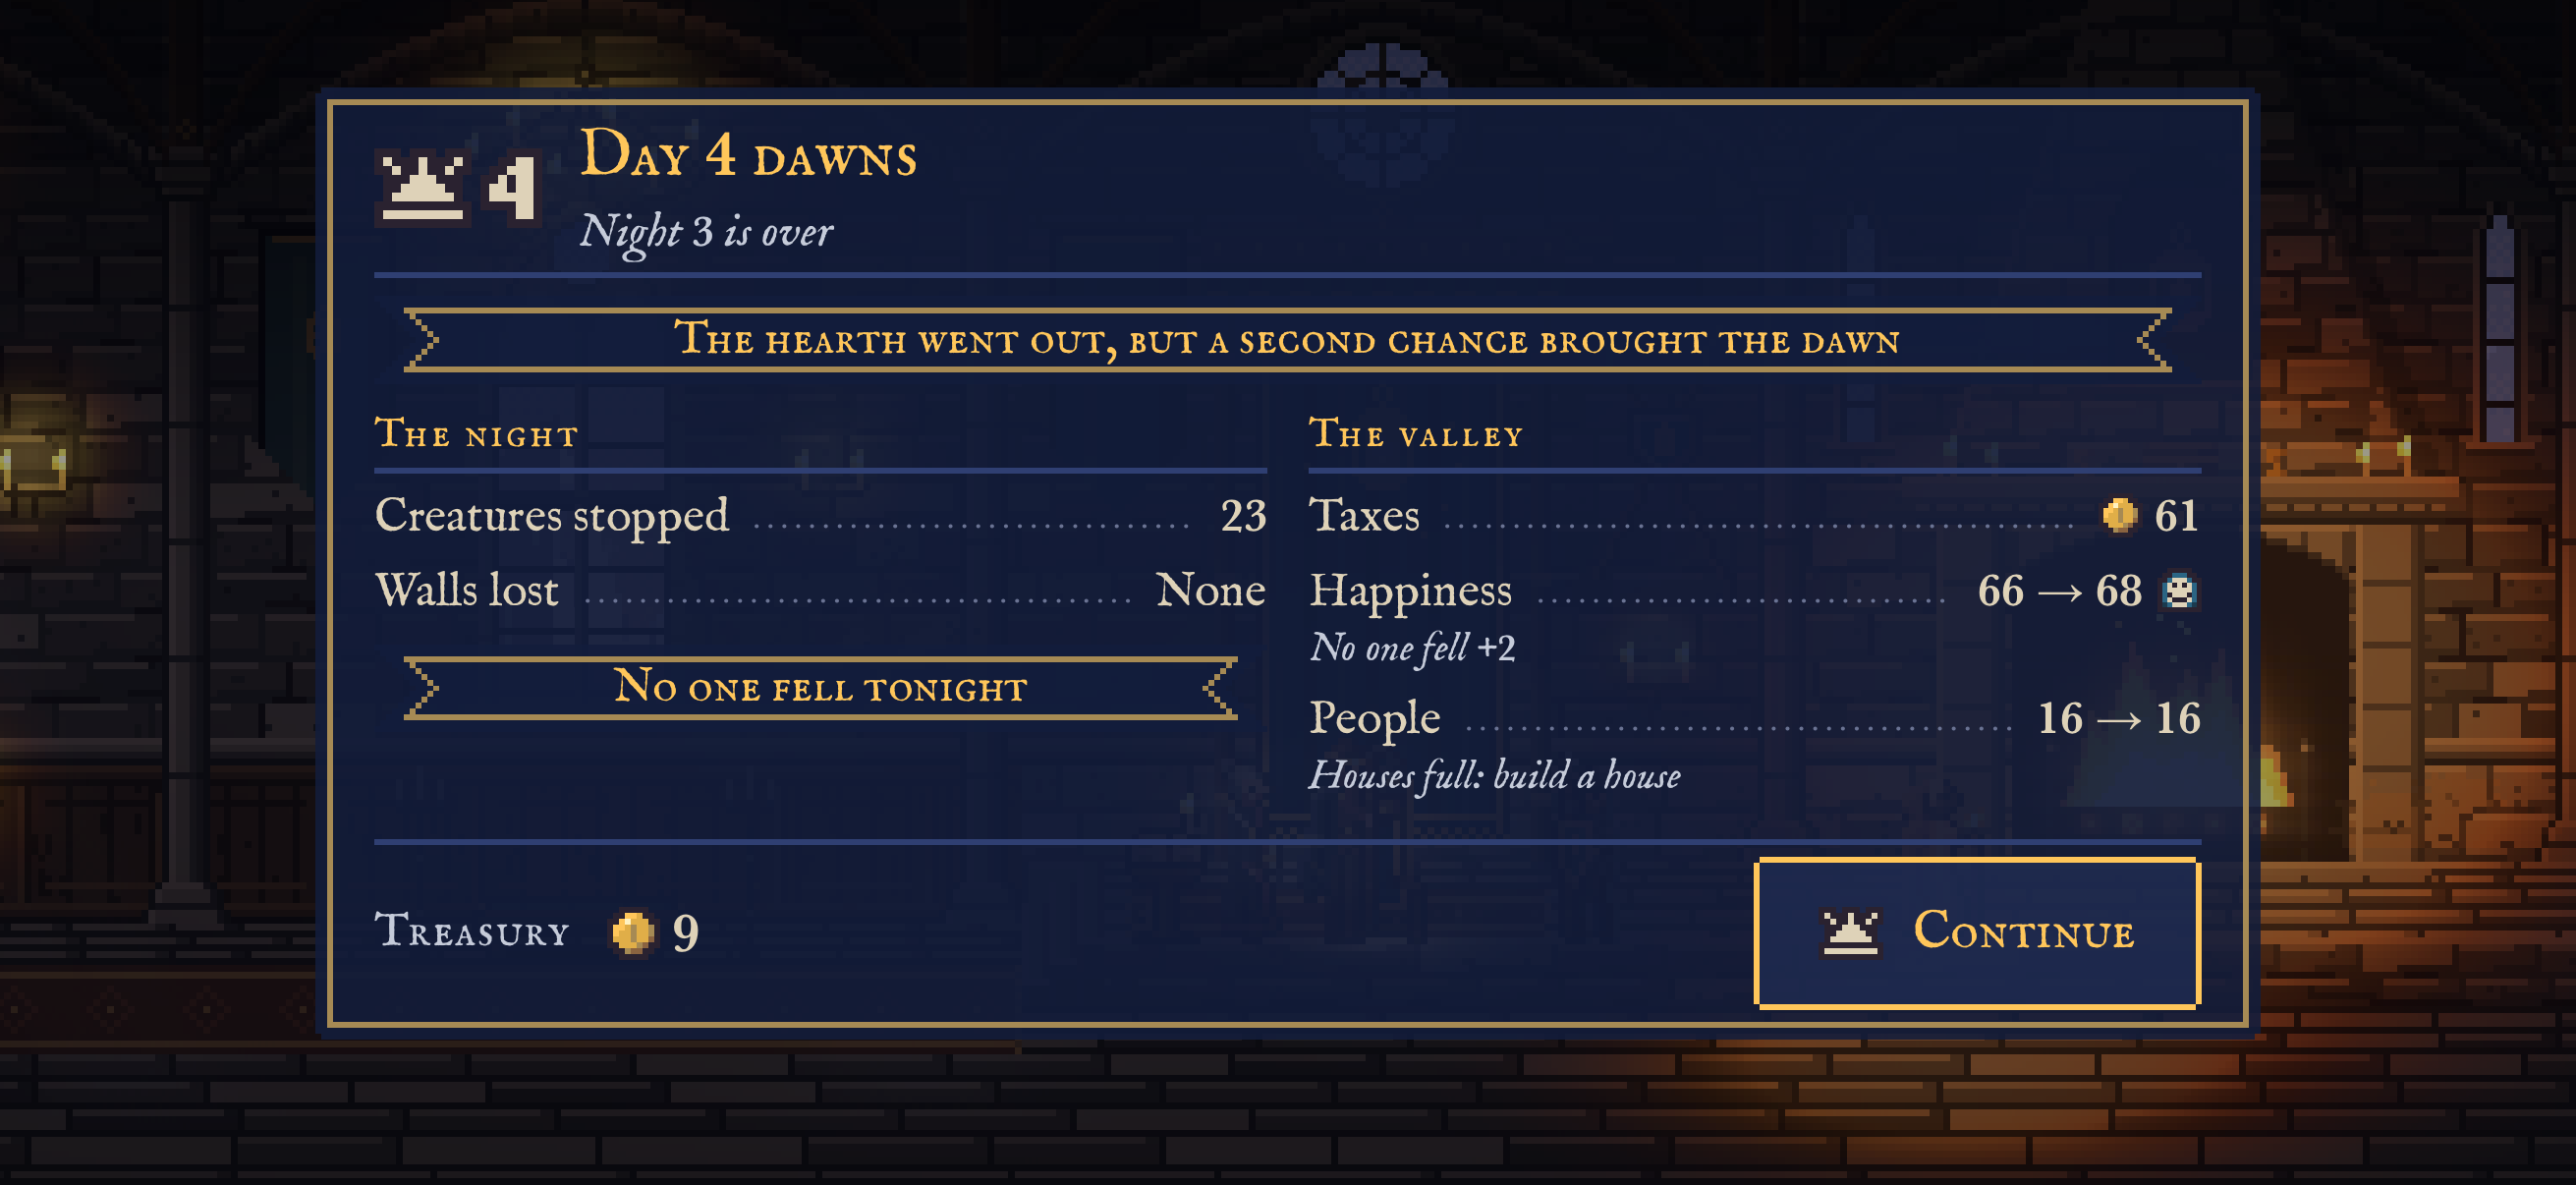 4
Day 4 dawns
Night 3 is over
The hearth went out, but a second chance brought the dawn
The night
Creatures stopped 23
Walls lost None
No one fell tonight
The valley
Taxes 61
Happiness 66 → 68
No one fell +2
People 16 → 16
Houses full: build a house
Treasury 9
Continue